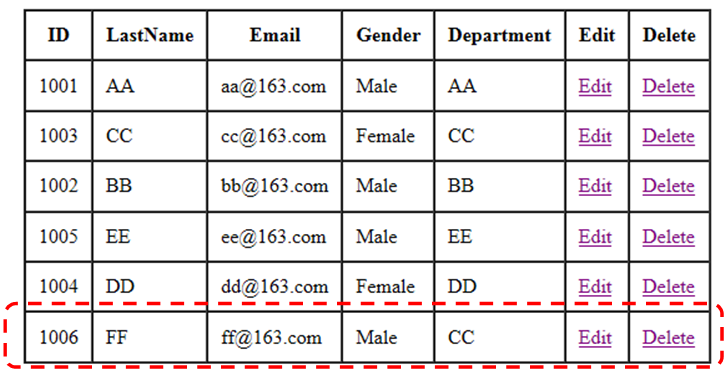 ID LastName Email Gender Department Edit Delete
1001 AA aa@163.com Male AA Edit Delete
1003 CC cc@163.com Female CC Edit Delete
1002 BB bb@163.com Male BB Edit Delete
1005 EE ee@163.com Male EE Edit Delete
1004 DD dd@163.com Female DD Edit Delete
1006 FF ff@163.com Male CC Edit Delete